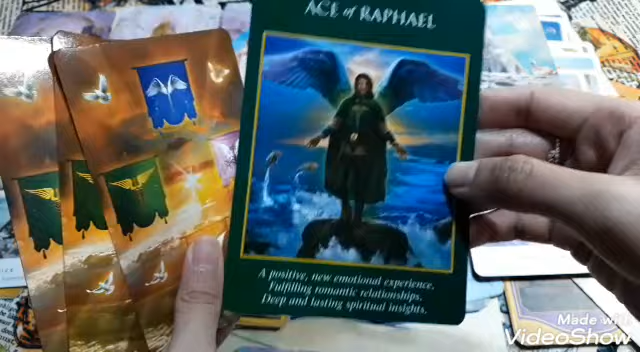 ACE of RAPHAEL
A positive, new emotional experience.
Fulfilling romantic relationships.
Deep and lasting spiritual insights.
Made with
VideoShow